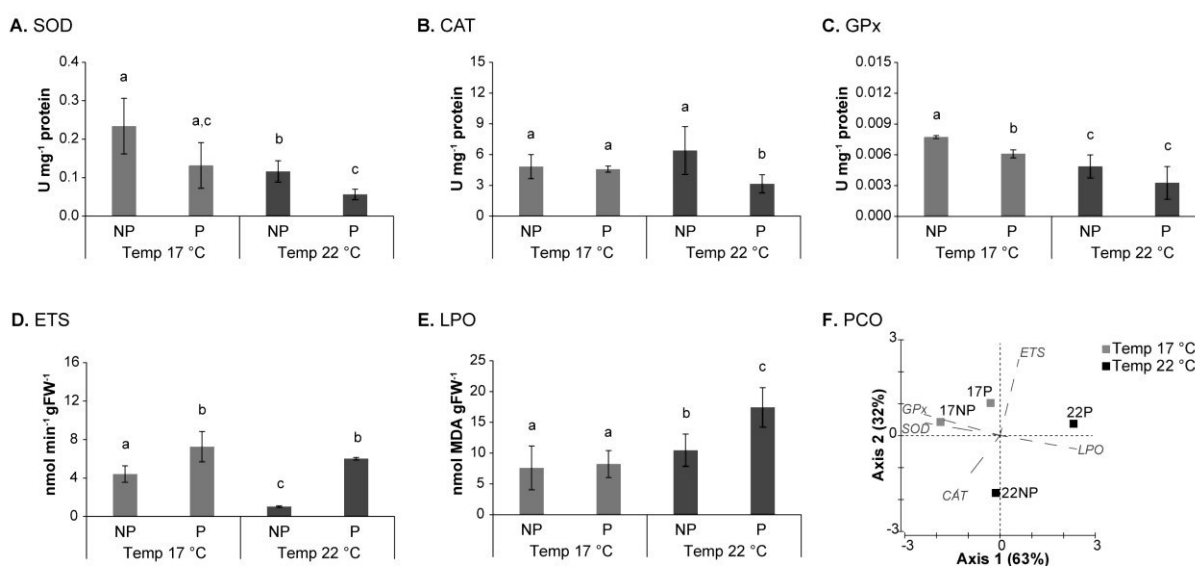 A. SOD
U mg-1 protein
0.4
0.3
0.2
0.1
0.0
a
a,c
b
c
NP P NP P
Temp 17 °C Temp 22 °C
B. CAT
U mg-1 protein
15
12
9
6
3
0
a
a
a
b
NP P NP P
Temp 17 °C Temp 22 °C
C. GPx
U mg-1 protein
0.015
0.012
0.009
0.006
0.003
0.000
a
b
c
c
NP P NP P
Temp 17 °C Temp 22 °C
D. ETS
nmol min-1 gFW-1
16
12
8
4
0
a
b
c
b
NP P NP P
Temp 17 °C Temp 22 °C
E. LPO
nmol MDA gFW-1
25
20
15
10
5
0
a
a
b
c
NP P NP P
Temp 17 °C Temp 22 °C
F. PCO
Temp 17 °C
Temp 22 °C
3
ETS
17P
GPx 17NP
22P
SOD
0
LPO
CAT
22NP
-3
-3 0 3
Axis 1 (63%)
Axis 2 (32%)